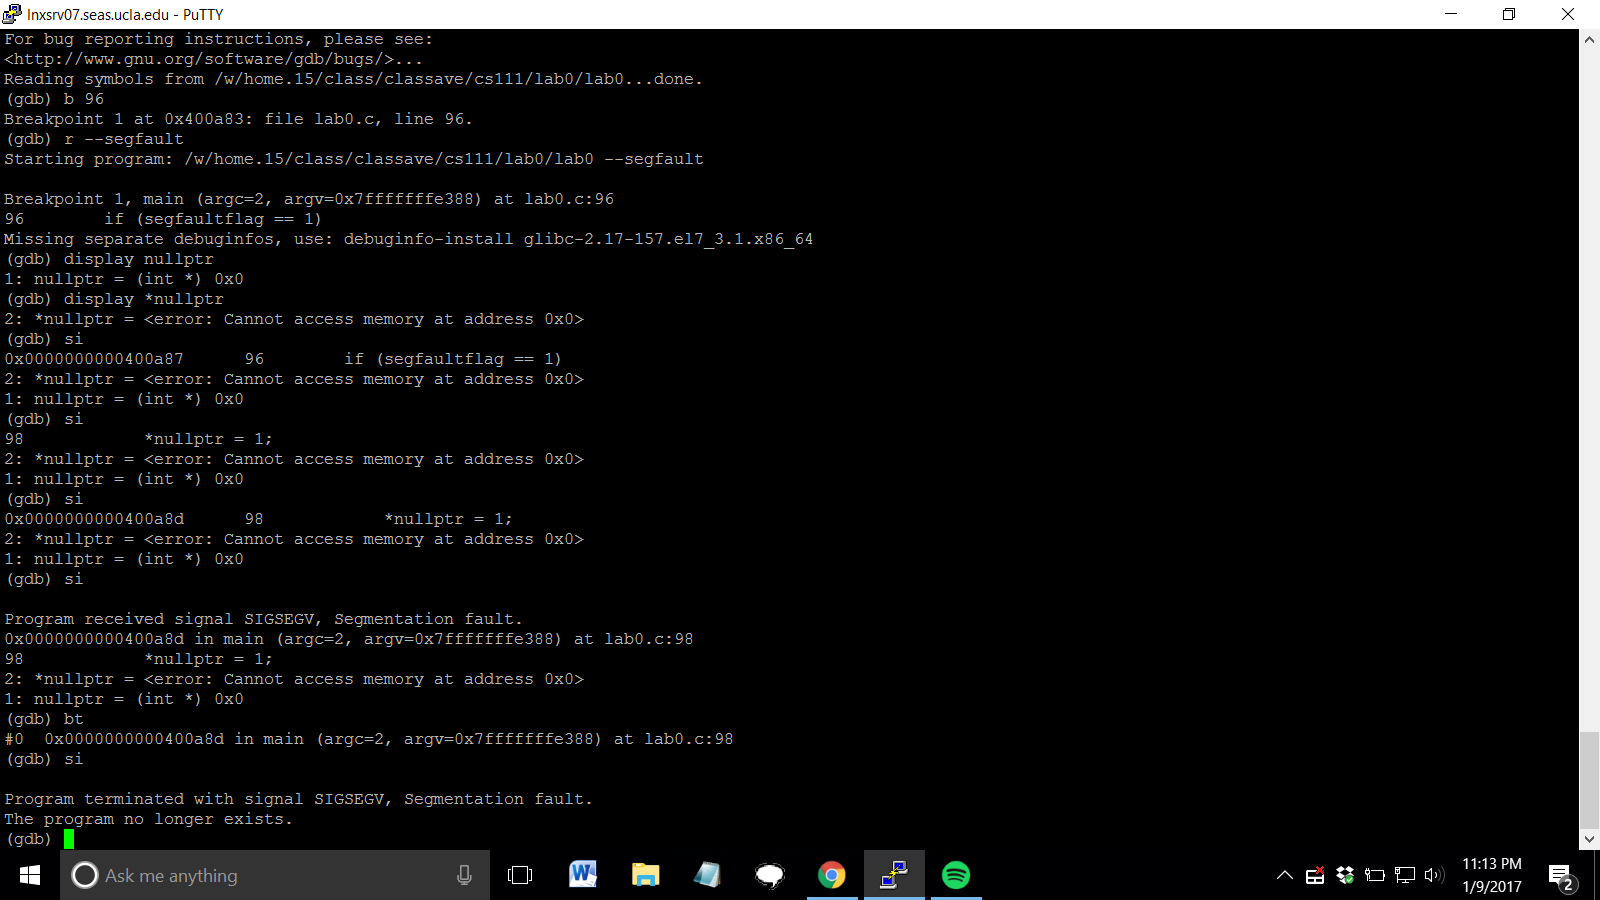 lnxsrv07.seas.ucla.edu - PuTTY
For bug reporting instructions, please see:
<http://www.gnu.org/software/gdb/bugs/>...
Reading symbols from /w/home.15/class/classave/cs111/lab0/lab0...done.
(gdb) b 96
Breakpoint 1 at 0x400a83: file lab0.c, line 96.
(gdb) r --segfault
Starting program: /w/home.15/class/classave/cs111/lab0/lab0 --segfault
Breakpoint 1, main (argc=2, argv=0x7fffffffe388) at lab0.c:96
96        if (segfaultflag == 1)
Missing separate debuginfos, use: debuginfo-install glibc-2.17-157.el7_3.1.x86_64
(gdb) display nullptr
1: nullptr = (int *) 0x0
(gdb) display *nullptr
2: *nullptr = <error: Cannot access memory at address 0x0>
(gdb) si
0x0000000000400a87      96        if (segfaultflag == 1)
2: *nullptr = <error: Cannot access memory at address 0x0>
1: nullptr = (int *) 0x0
(gdb) si
98            *nullptr = 1;
2: *nullptr = <error: Cannot access memory at address 0x0>
1: nullptr = (int *) 0x0
(gdb) si
0x0000000000400a8d      98            *nullptr = 1;
2: *nullptr = <error: Cannot access memory at address 0x0>
1: nullptr = (int *) 0x0
(gdb) si
Program received signal SIGSEGV, Segmentation fault.
0x0000000000400a8d in main (argc=2, argv=0x7fffffffe388) at lab0.c:98
98            *nullptr = 1;
2: *nullptr = <error: Cannot access memory at address 0x0>
1: nullptr = (int *) 0x0
(gdb) bt
#0  0x0000000000400a8d in main (argc=2, argv=0x7fffffffe388) at lab0.c:98
(gdb) si
Program terminated with signal SIGSEGV, Segmentation fault.
The program no longer exists.
(gdb)
Ask me anything
W
11:13 PM
1/9/2017
2